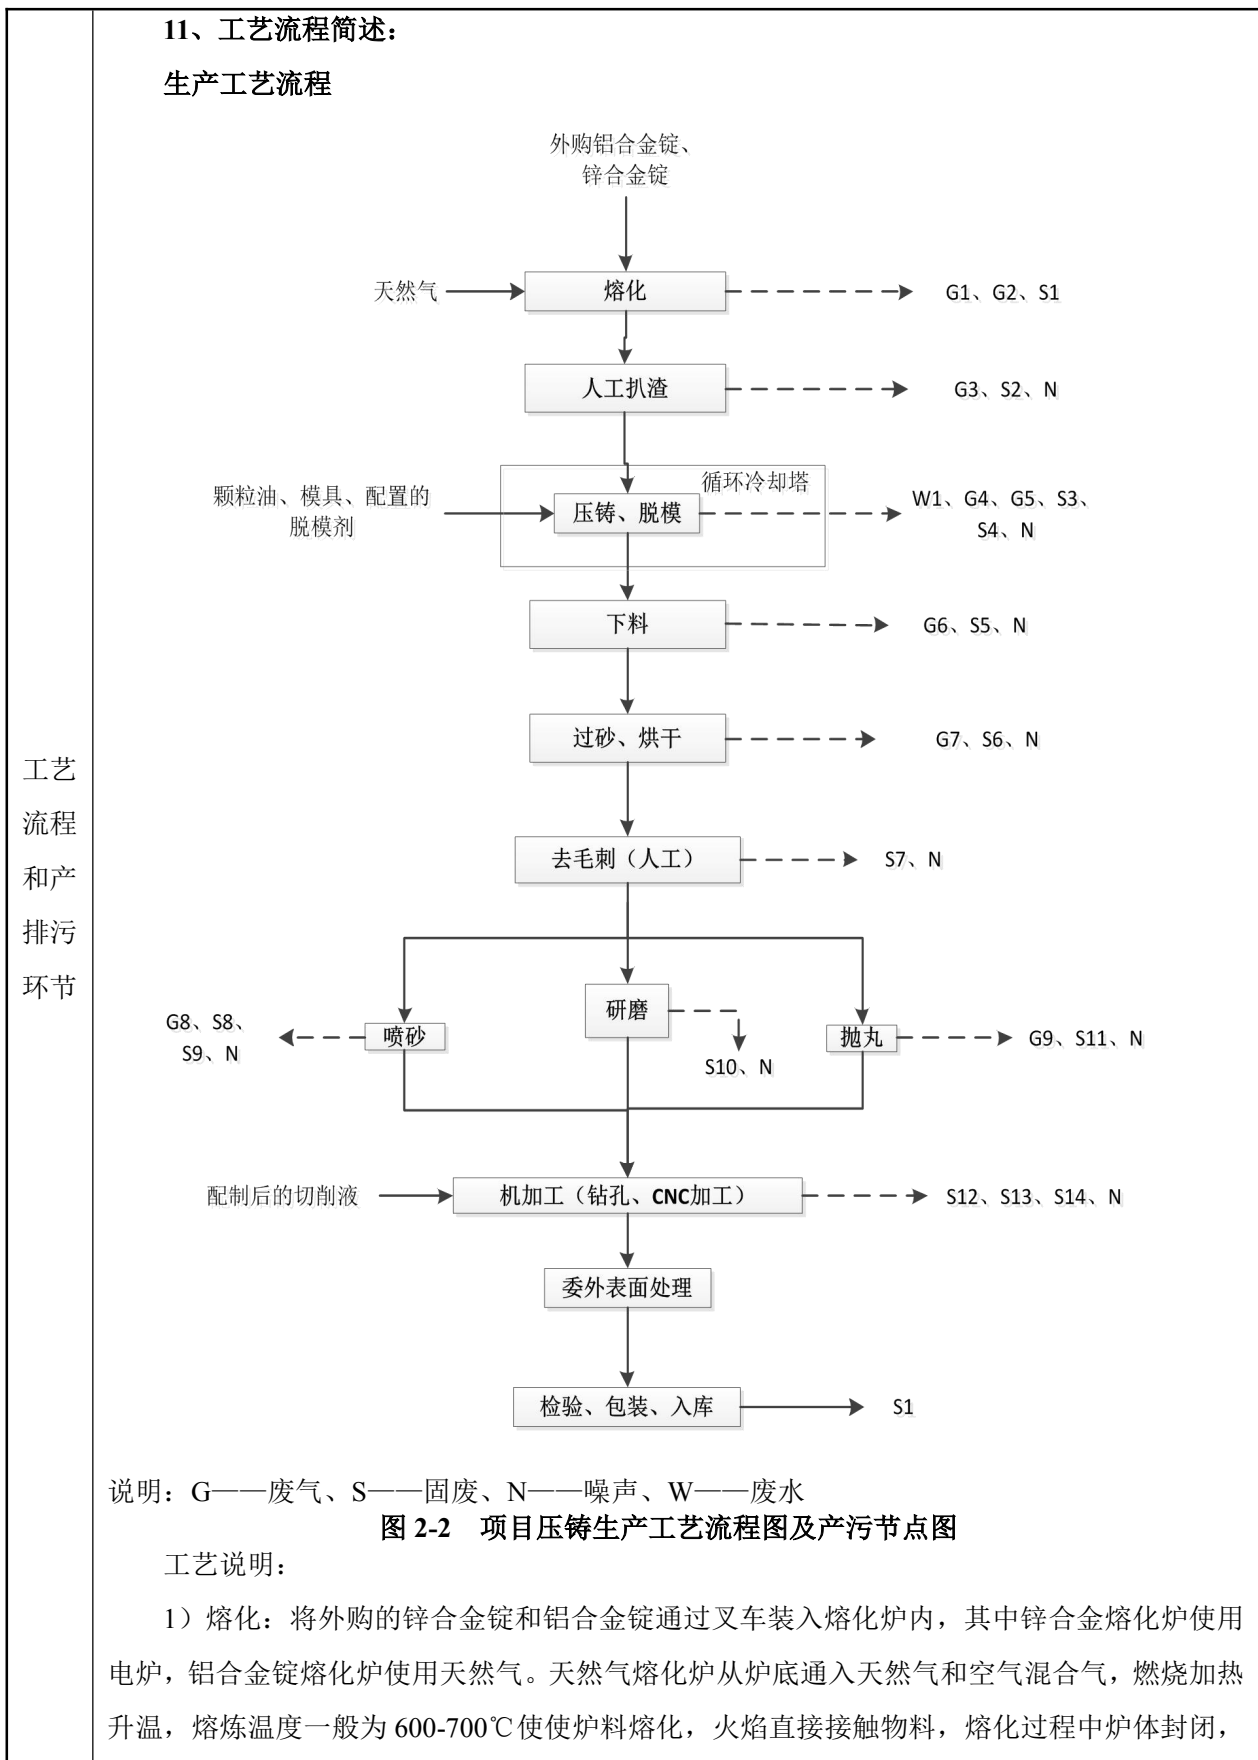 11、工艺流程简述：
生产工艺流程
外购铝合金锭、
锌合金锭
天然气
熔化
G1、G2、S1
人工扒渣
G3、S2、N
颗粒油、模具、配置的
脱模剂
循环冷却塔
压铸、脱模
W1、G4、G5、S3、
S4、N
下料
G6、S5、N
过砂、烘干
G7、S6、N
去毛刺（人工）
S7、N
工艺
流程
和产
排污
环节
G8、S8、
S9、N
喷砂
研磨
S10、N
抛丸
G9、S11、N
配制后的切削液
机加工（钻孔、CNC加工）
S12、S13、S14、N
委外表面处理
检验、包装、入库
S1
说明：G——废气、S——固废、N——噪声、W——废水
图 2-2 项目压铸生产工艺流程图及产污节点图
工艺说明：
1）熔化：将外购的锌合金锭和铝合金锭通过叉车装入熔化炉内，其中锌合金熔化炉使用
电炉，铝合金锭熔化炉使用天然气。天然气熔化炉从炉底通入天然气和空气混合气，燃烧加热
升温，熔炼温度一般为 600-700℃使使炉料熔化，火焰直接接触物料，熔化过程中炉体封闭，